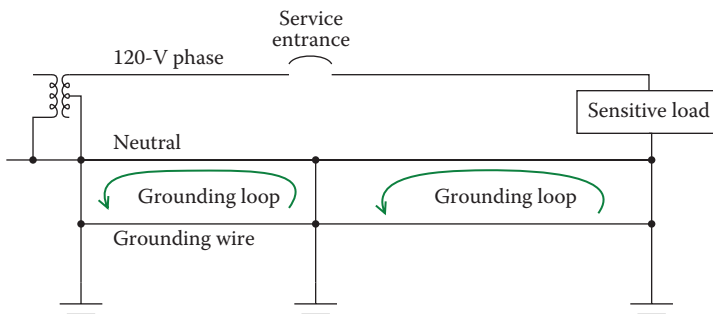 Service
entrance
120-V phase
Sensitive load
Neutral
Grounding loop
Grounding loop
Grounding wire